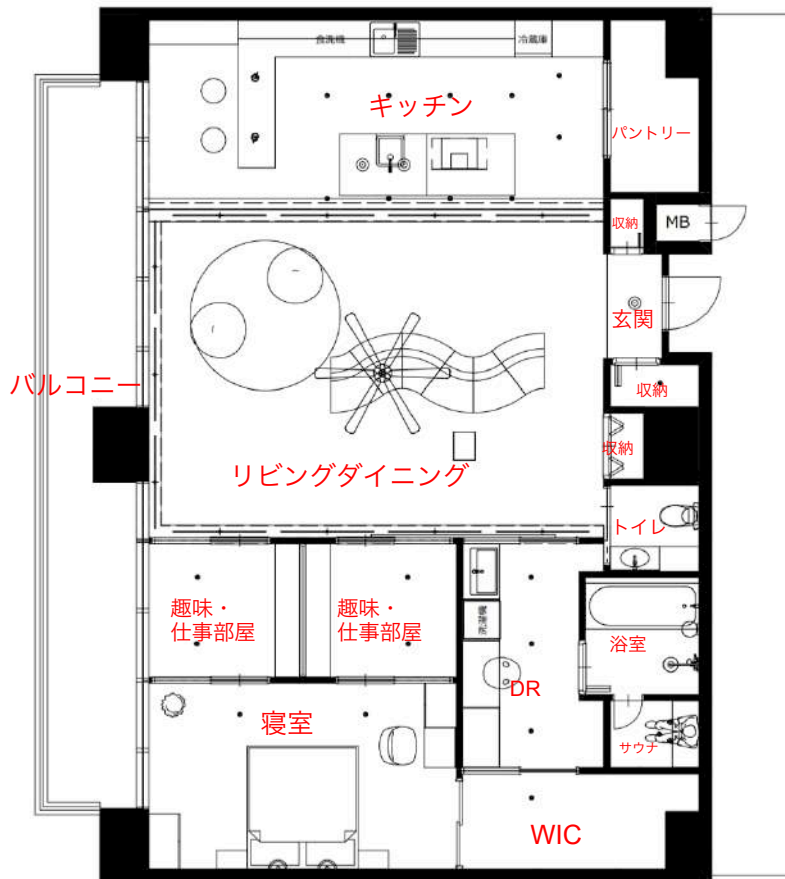 食洗機
冷蔵庫
キッチン
パントリー
収納
MB
玄関
バルコニー
収納
収納
リビングダイニング
トイレ
趣味・
仕事部屋
趣味・
仕事部屋
洗濯機
浴室
DR
寝室
サウナ
WIC